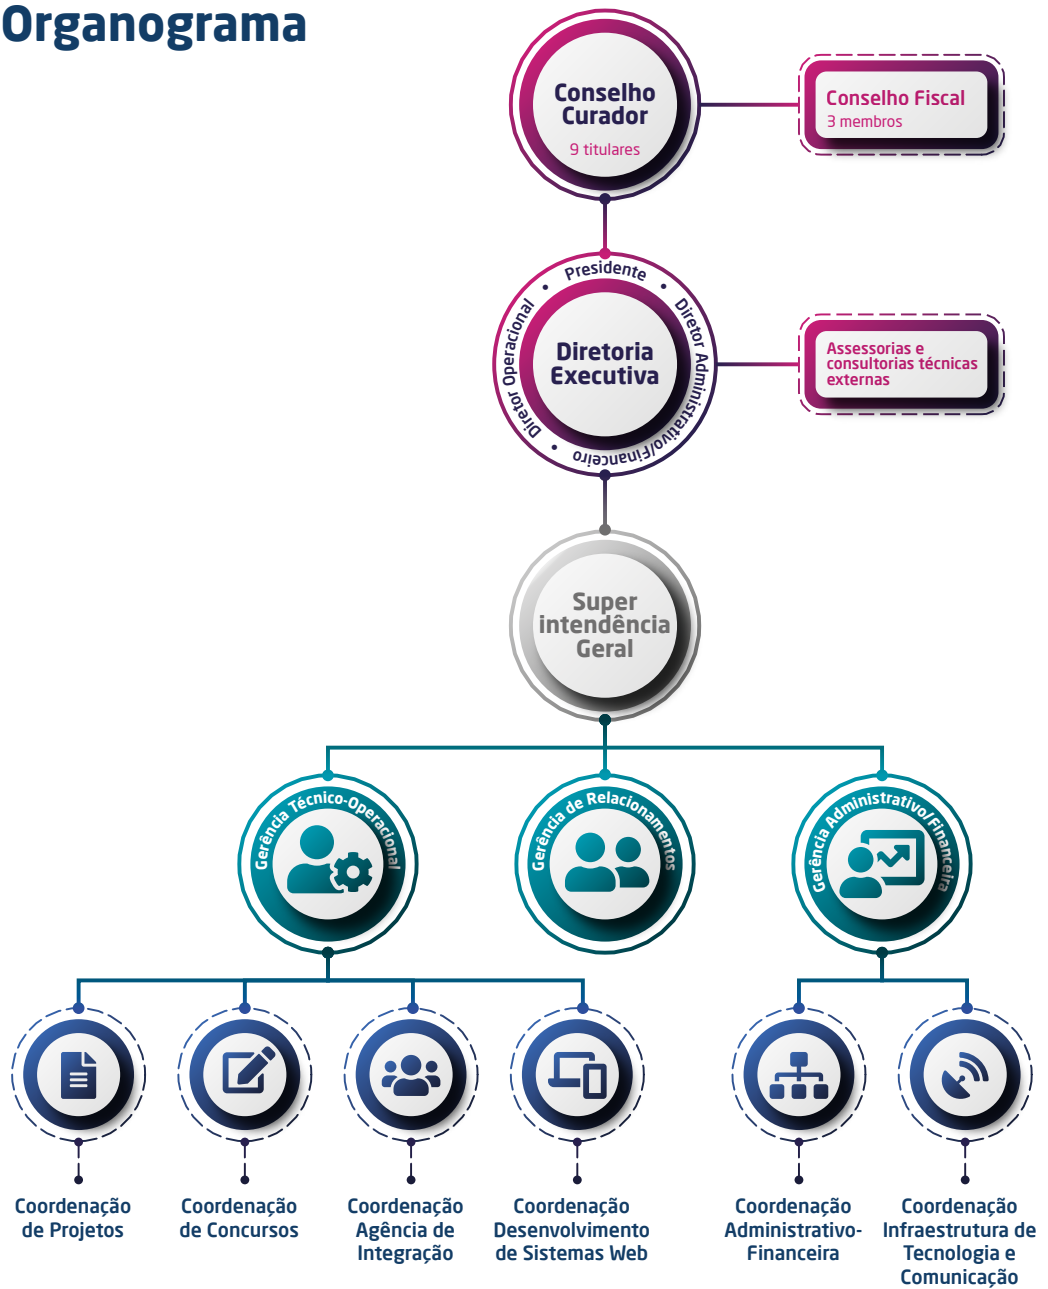 Organograma
Conselho
Curador
9 titulares
Conselho Fiscal
3 membros
Presidente • Diretor Administrativo/Financeiro • Diretor Operacional •
Diretoria
Executiva
Assessorias e
consultorias técnicas
externas
Super
intendência
Geral
Gerência Técnico-Operacional
Gerência de Relacionamentos
Gerência Administrativo/Financeira
Coordenação
de Projetos
Coordenação
de Concursos
Coordenação
Agência de
Integração
Coordenação
Desenvolvimento
de Sistemas Web
Coordenação
Administrativo-
Financeira
Coordenação
Infraestrutura de
Tecnologia e
Comunicação